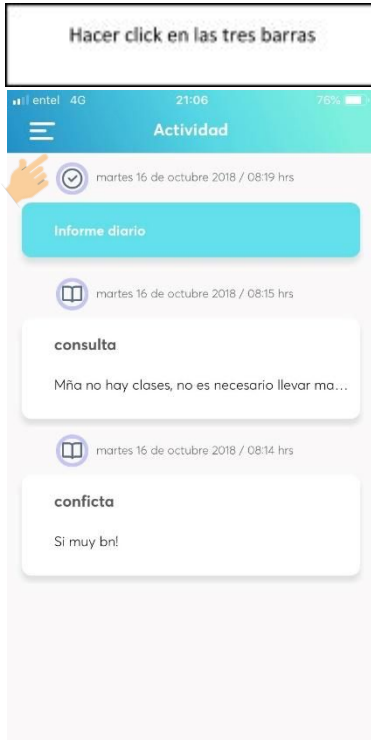 Hacer click en las tres barras
entel 4G 21:06 76%
Actividad
martes 16 de octubre 2018 / 08:19 hrs
Informe diario
martes 16 de octubre 2018 / 08:15 hrs
consulta
Mña no hay clases, no es necesario llevar ma...
martes 16 de octubre 2018 / 08:14 hrs
conficta
Si muy bn!